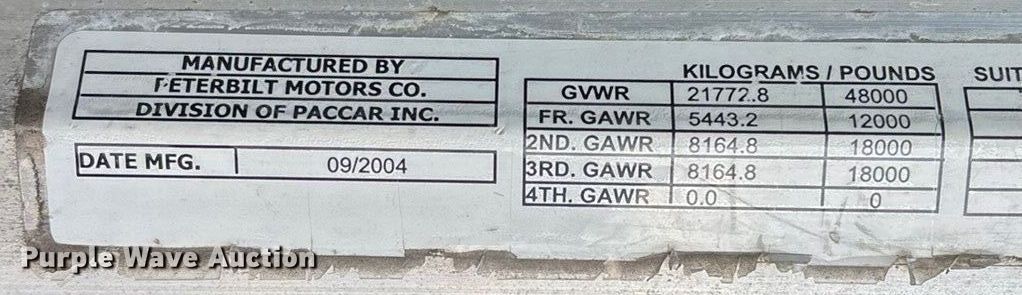 MANUFACTURED BY
PETERBILT MOTORS CO.
DIVISION OF PACCAR INC.
DATE MFG. 09/2004
KILOGRAMS / POUNDS
GVWR 21772.8 48000
FR. GAWR 5443.2 12000
2ND. GAWR 8164.8 18000
3RD. GAWR 8164.8 18000
4TH. GAWR 0.0 0
SUIT
Purple Wave Auction